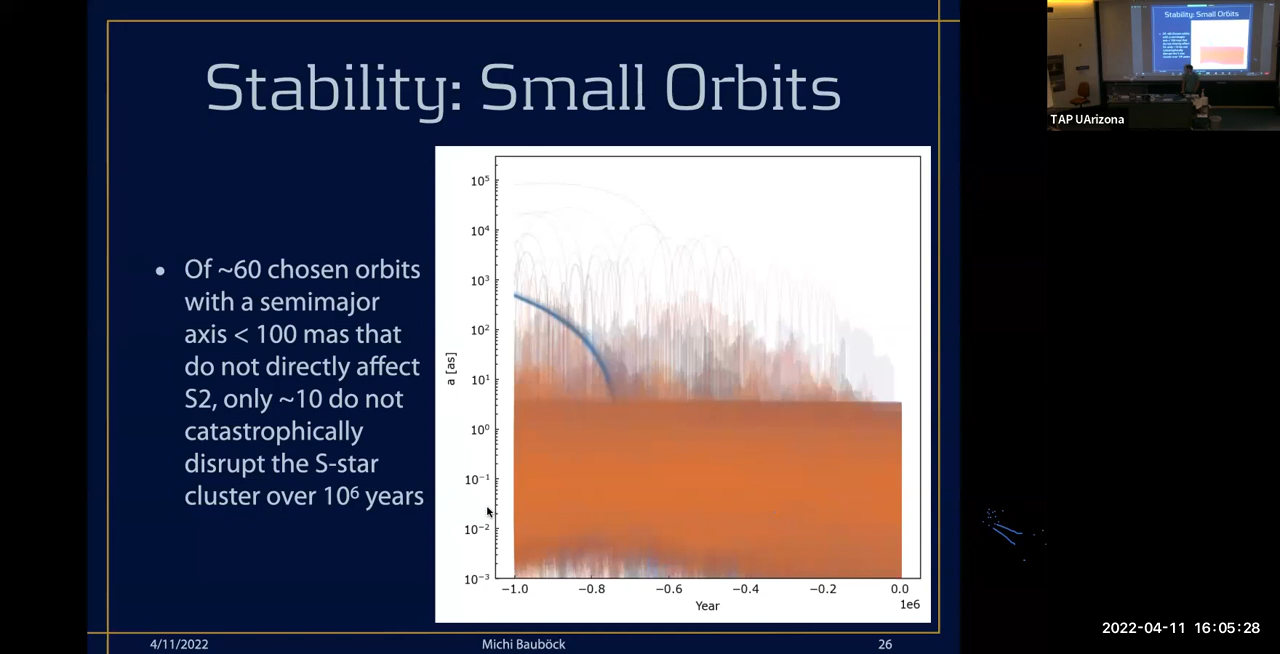 Stability: Small Orbits
• Of ~60 chosen orbits
with a semimajor
axis < 100 mas that
do not directly affect
S2, only ~10 do not
catastrophically
disrupt the S-star
cluster over 10⁶ years
a [as]
10⁵
10⁴
10³
10²
10¹
10⁰
10⁻¹
10⁻²
10⁻³
−1.0 −0.8 −0.6 −0.4 −0.2 0.0
1e6
Year
4/11/2022 Michi Bauböck 26
Stability: Small Orbits
TAP UArizona
2022-04-11 16:05:28